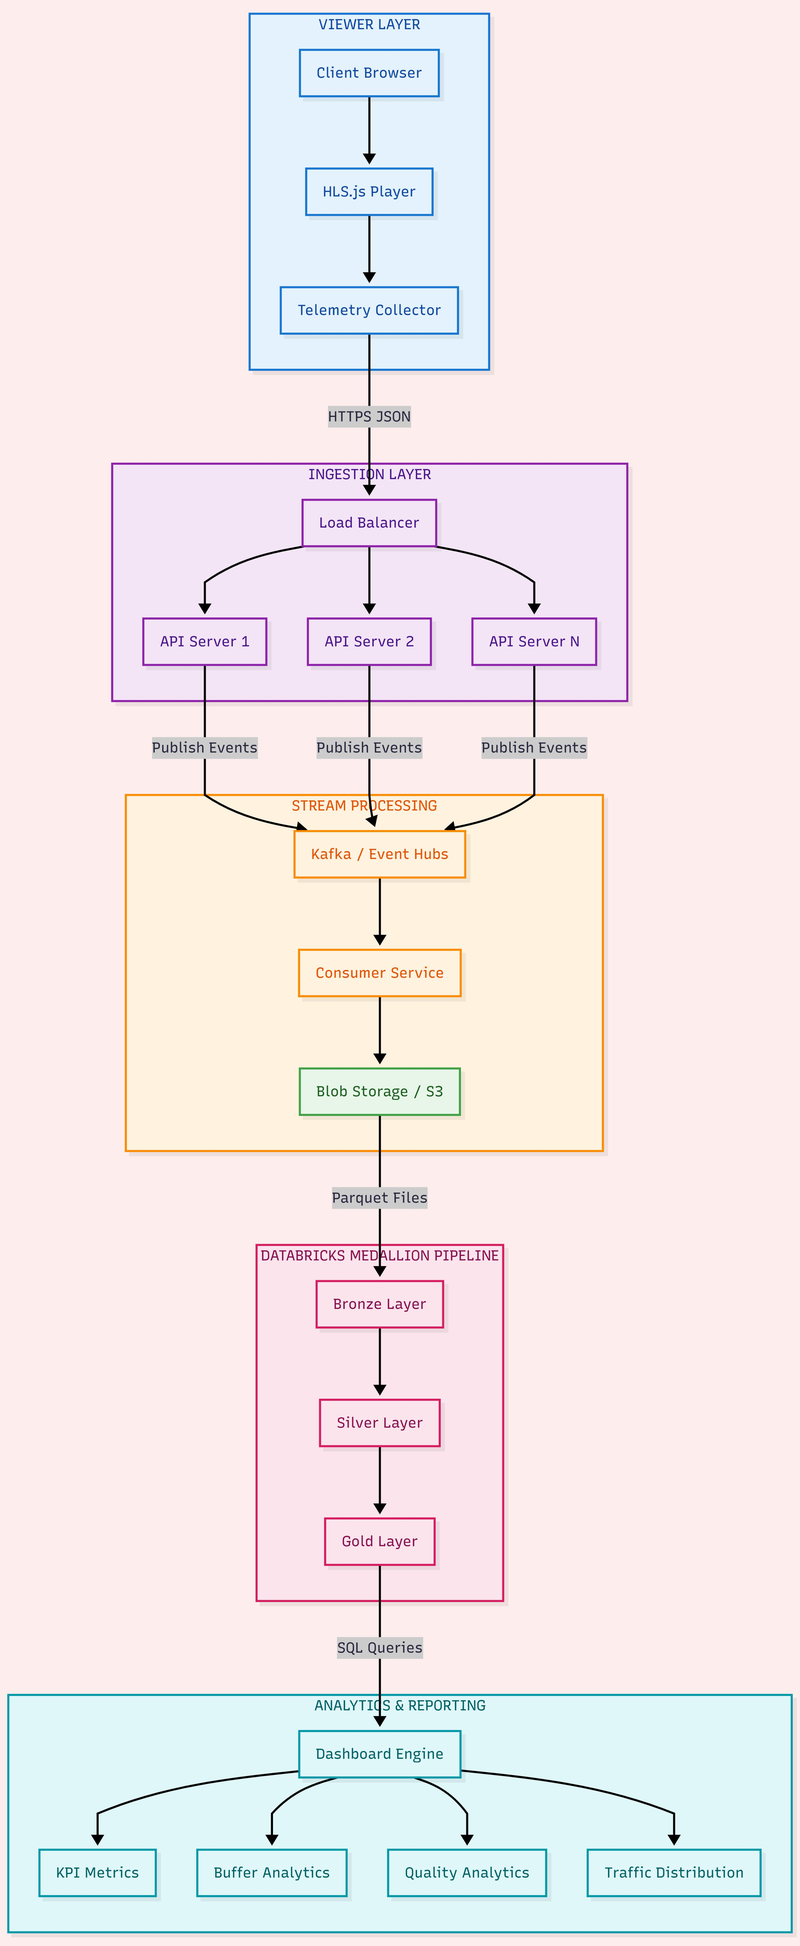 VIEWER LAYER
Client Browser
HLS.js Player
Telemetry Collector
HTTPS JSON
INGESTION LAYER
Load Balancer
API Server 1
API Server 2
API Server N
Publish Events
Publish Events
Publish Events
STREAM PROCESSING
Kafka / Event Hubs
Consumer Service
Blob Storage / S3
Parquet Files
DATABRICKS MEDALLION PIPELINE
Bronze Layer
Silver Layer
Gold Layer
SQL Queries
ANALYTICS & REPORTING
Dashboard Engine
KPI Metrics
Buffer Analytics
Quality Analytics
Traffic Distribution